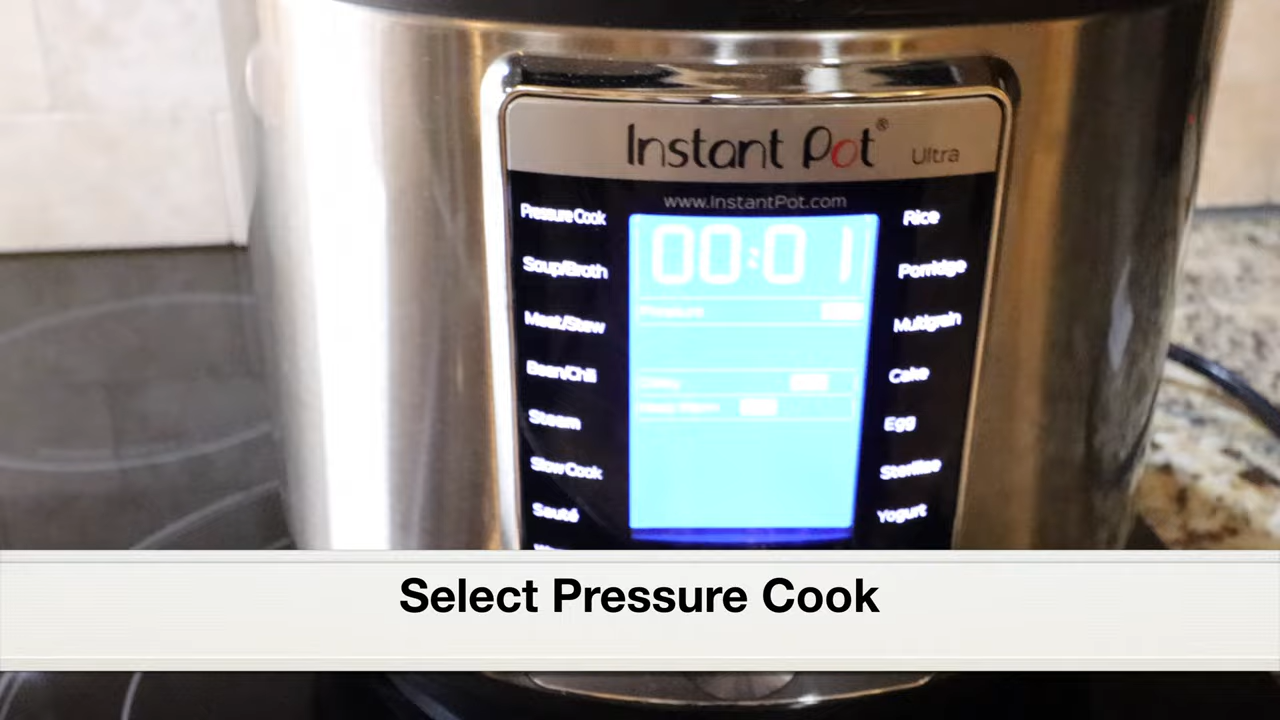 Instant Pot®
Ultra
www.InstantPot.com
Pressure Cook
Soup/Broth
Meat/Stew
Bean/Chili
Steam
Slow Cook
Sauté
00:01
Pressure
Rice
Porridge
Multigrain
Cake
Egg
Sterilize
Yogurt
Select Pressure Cook